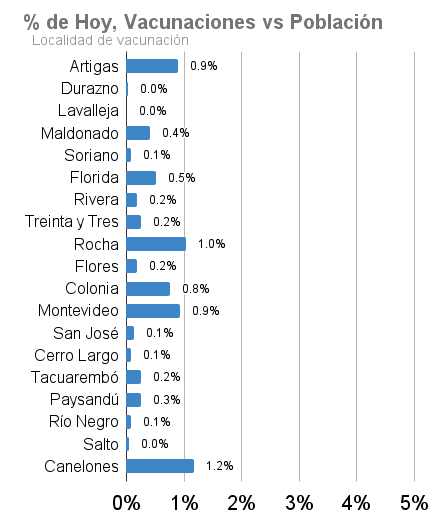 % de Hoy, Vacunaciones vs Población
Localidad de vacunación
Artigas 0.9%
Durazno 0.0%
Lavalleja 0.0%
Maldonado 0.4%
Soriano 0.1%
Florida 0.5%
Rivera 0.2%
Treinta y Tres 0.2%
Rocha 1.0%
Flores 0.2%
Colonia 0.8%
Montevideo 0.9%
San José 0.1%
Cerro Largo 0.1%
Tacuarembó 0.2%
Paysandú 0.3%
Río Negro 0.1%
Salto 0.0%
Canelones 1.2%
0% 1% 2% 3% 4% 5%